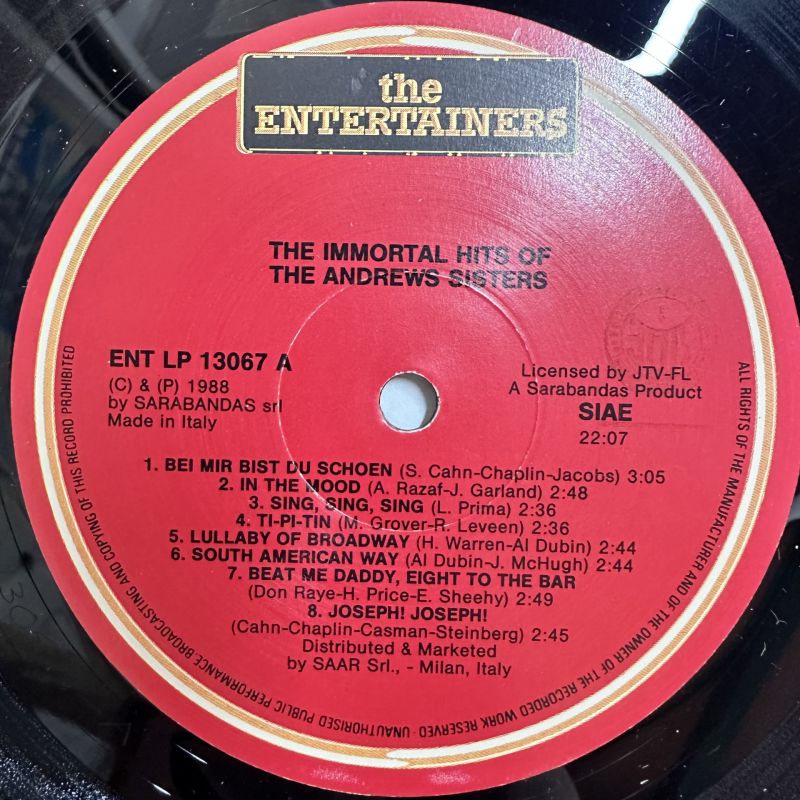 the
ENTERTAINERS
THE IMMORTAL HITS OF
THE ANDREWS SISTERS
ENT LP 13067 A
(C) & (P) 1988
by SARABANDAS srl
Made in Italy
Licensed by JTV-FL
A Sarabandas Product
SIAE
22:07
1. BEI MIR BIST DU SCHOEN (S. Cahn-Chaplin-Jacobs) 3:05
2. IN THE MOOD (A. Razaf-J. Garland) 2:48
3. SING, SING, SING (L. Prima) 2:36
4. TI-PI-TIN (M. Grover-R. Leveen) 2:36
5. LULLABY OF BROADWAY (H. Warren-Al Dubin) 2:44
6. SOUTH AMERICAN WAY (Al Dubin-J. McHugh) 2:44
7. BEAT ME DADDY, EIGHT TO THE BAR
(Don Raye-H. Price-E. Sheehy) 2:49
8. JOSEPH! JOSEPH!
(Cahn-Chaplin-Casman-Steinberg) 2:45
Distributed & Marketed
by SAAR Srl., - Milan, Italy
ALL RIGHTS OF THE MANUFACTURER AND OF THE OWNER OF THE RECORDED WORK RESERVED - UNAUTHORISED PUBLIC PERFORMANCE BROADCASTING AND COPYING OF THIS RECORD PROHIBITED